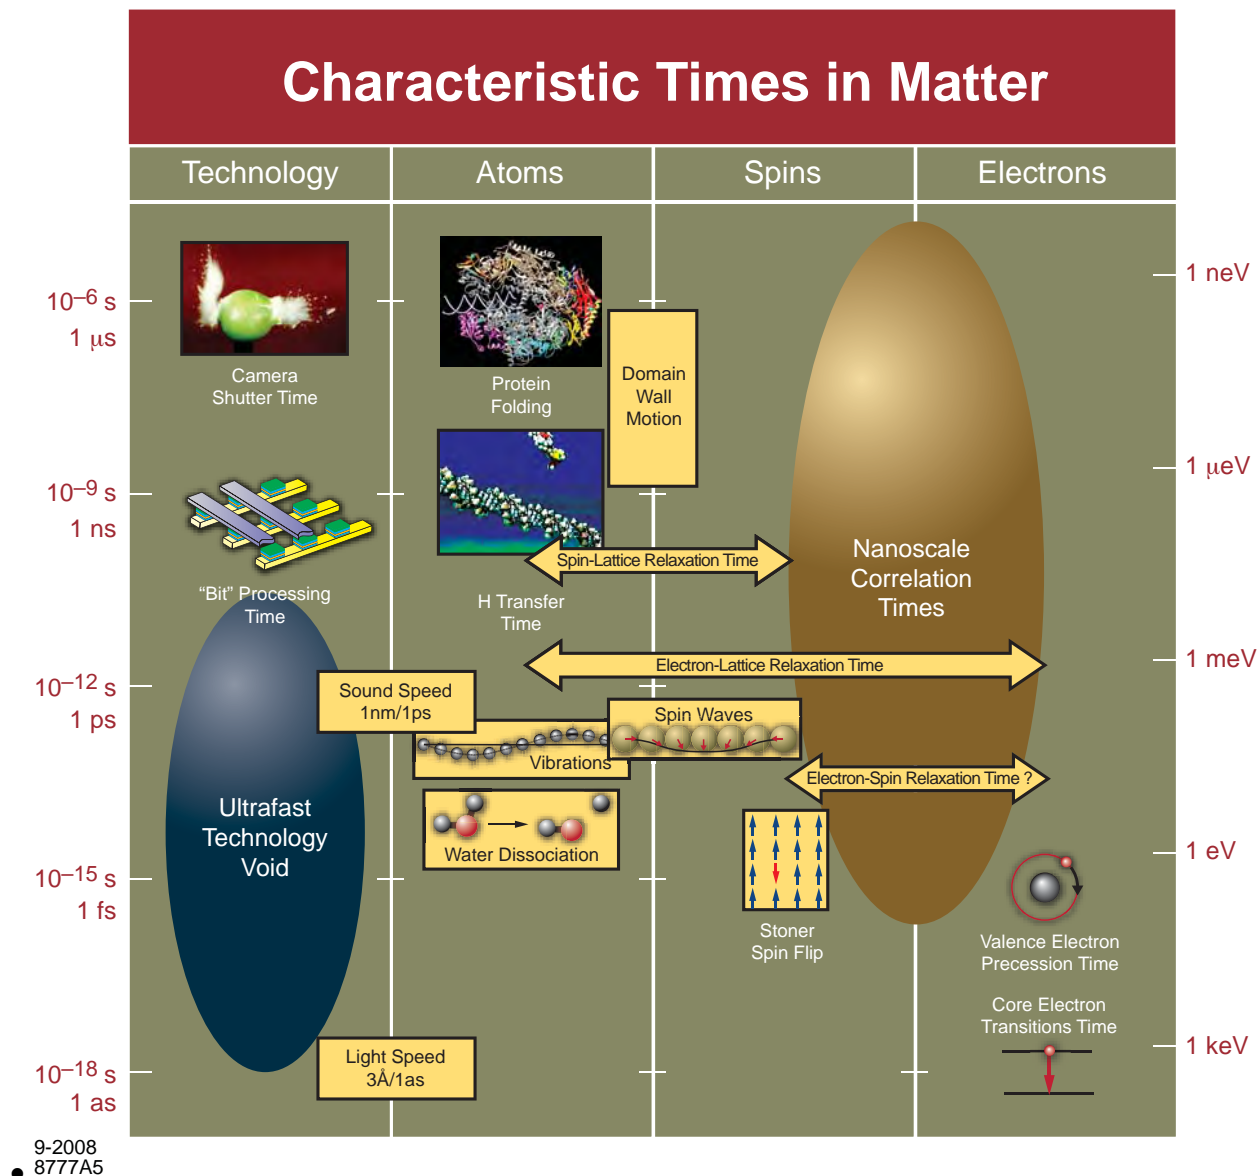 Characteristic Times in Matter
Technology
Atoms
Spins
Electrons
10–6 s
1 μs
10–9 s
1 ns
10–12 s
1 ps
10–15 s
1 fs
10–18 s
1 as
Camera
Shutter Time
"Bit" Processing
Time
Ultrafast
Technology
Void
Sound Speed
1nm/1ps
Light Speed
3Å/1as
Protein
Folding
H Transfer
Time
Vibrations
Water Dissociation
Domain
Wall
Motion
Spin-Lattice Relaxation Time
Electron-Lattice Relaxation Time
Spin Waves
Electron-Spin Relaxation Time ?
Stoner
Spin Flip
Nanoscale
Correlation
Times
Valence Electron
Precession Time
Core Electron
Transitions Time
1 neV
1 μeV
1 meV
1 eV
1 keV
9-2008
8777A5